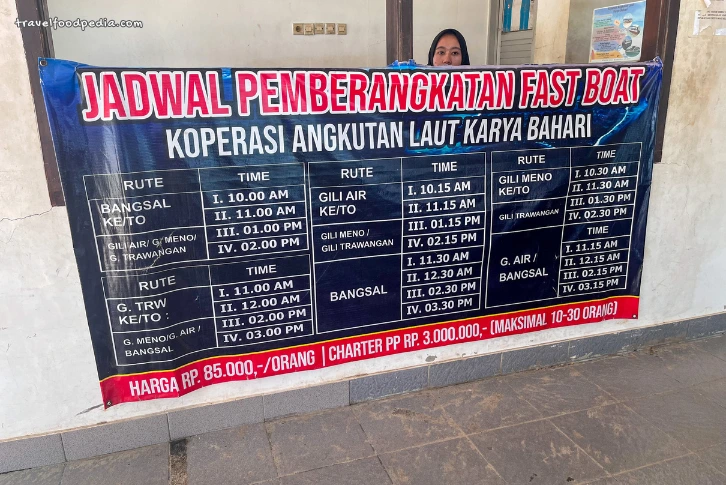 travelfoodpedia.com
JADWAL PEMBERANGKATAN FAST BOAT
KOPERASI ANGKUTAN LAUT KARYA BAHARI
RUTE TIME
BANGSAL KE/TO
I. 10.00 AM
II. 11.00 AM
III. 01.00 PM
IV. 02.00 PM
GILI AIR/ G. MENO/
G. TRAWANGAN
RUTE TIME
G. TRW
KE/TO :
I. 11.00 AM
II. 12.00 AM
III. 02.00 PM
IV. 03.00 PM
G. MENO/G. AIR /
BANGSAL
RUTE TIME
GILI AIR
KE/TO
I. 10.15 AM
II. 11.15 AM
III. 01.15 PM
IV. 02.15 PM
GILI MENO /
GILI TRAWANGAN
BANGSAL
I. 11.30 AM
II. 12.30 AM
III. 02.30 PM
IV. 03.30 PM
RUTE TIME
GILI MENO
KE/TO
I. 10.30 AM
II. 11.30 AM
III. 01.30 PM
IV. 02.30 PM
GILI TRAWANGAN
TIME
G. AIR /
BANGSAL
I. 11.15 AM
II. 12.15 AM
III. 02.15 PM
IV. 03.15 PM
HARGA RP. 85.000,-/ORANG | CHARTER PP RP. 3.000.000,- (MAKSIMAL 10-30 ORANG)